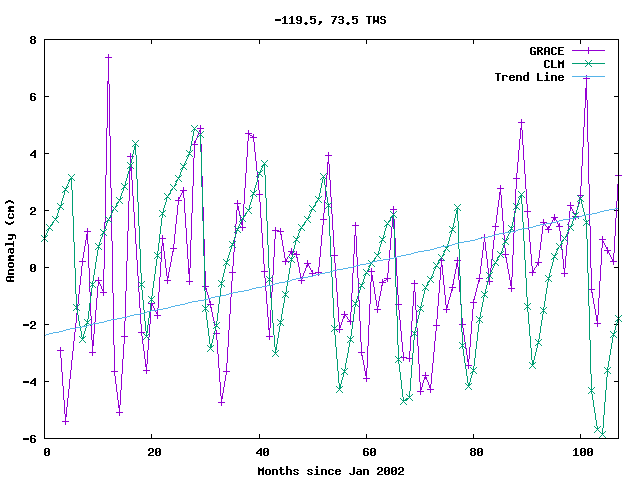 -119.5, 73.5 TWS
GRACE
CLM
Trend Line
8
6
4
2
0
-2
-4
-6
Anomaly (cm)
0 20 40 60 80 100
Months since Jan 2002